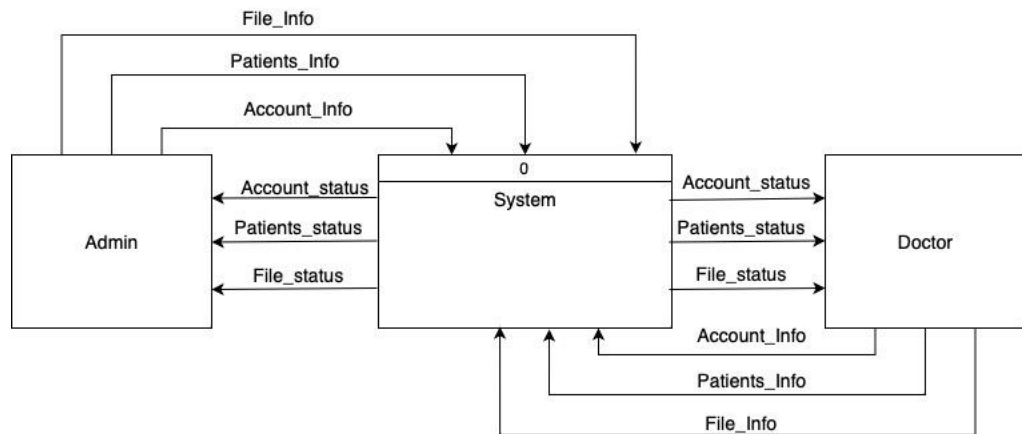 File_Info
Patients_Info
Account_Info
0
System
Admin
Account_status
Patients_status
File_status
Account_status
Patients_status
File_status
Doctor
Account_Info
Patients_Info
File_Info